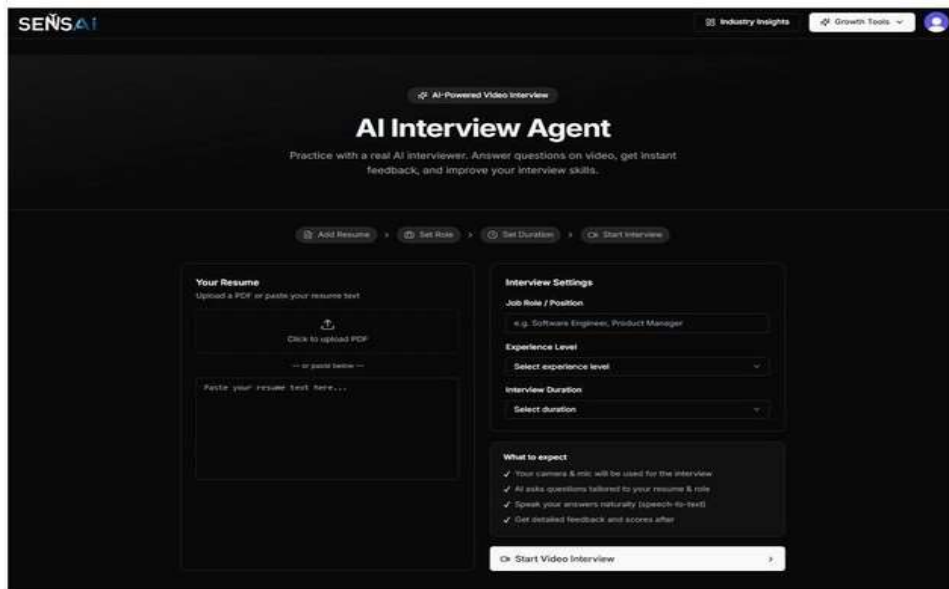 SENSAI
Industry Insights
Growth Tools
AI-Powered Video Interview
AI Interview Agent
Practice with a real AI interviewer. Answer questions on video, get instant
feedback, and improve your interview skills.
Add Resume > Set Role > Set Duration > Start Interview
Your Resume
Upload a PDF or paste your resume text
Click to upload PDF
— or paste below —
Paste your resume text here...
Interview Settings
Job Role / Position
e.g. Software Engineer, Product Manager
Experience Level
Select experience level
Interview Duration
Select duration
What to expect
✓ Your camera & mic will be used for the interview
✓ AI asks questions tailored to your resume & role
✓ Speak your answers naturally (speech-to-text)
✓ Get detailed feedback and scores after
Start Video Interview >